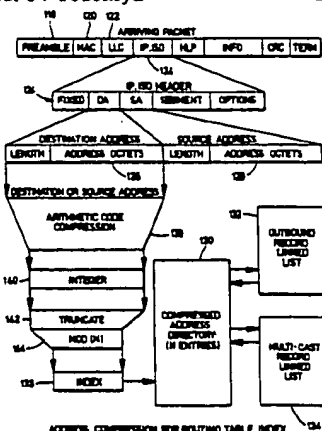 118 120 122
ARRIVING PACKET
PREAMBLE MAC LLC IP,ISO HLP INFO CRC TERM
124
IP,ISO HEADER
126 FIXED DA SA SEGMENT OPTIONS
DESTINATION ADDRESS SOURCE ADDRESS
LENGTH ADDRESS OCTETS LENGTH ADDRESS OCTETS
128
DESTINATION OR SOURCE ADDRESS
ARITHMETIC CODE
COMPRESSION
138
130
132
OUTBOUND
RECORD
LINKED
LIST
140
INTEGER
COMPRESSED
ADDRESS
DIRECTORY
(N ENTRIES)
142
TRUNCATE
144
MOD (N)
MULTI-CAST
RECORD
LINKED
LIST
INDEX
134
ADDRESS COMPRESSION FOR ROUTING TABLE INDEX